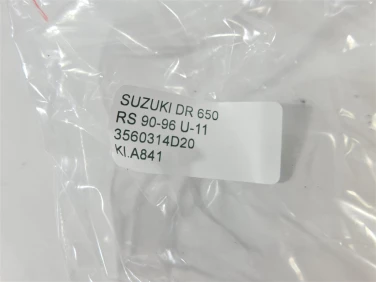 SUZUKI DR 650
RS 90-96 U-11
3560314D20
KI.A841